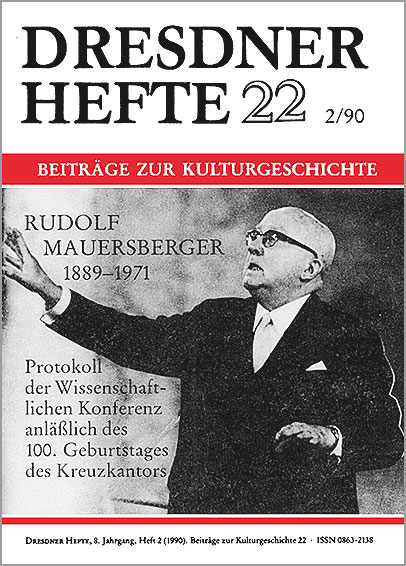 DRESDNER
HEFTE 22 2/90
BEITRÄGE ZUR KULTURGESCHICHTE
RUDOLF
MAUERSBERGER
1889–1971
Protokoll
der Wissenschaft-
lichen Konferenz
anläßlich des
100. Geburtstages
des Kreuzkantors
DRESDNER HEFTE, 8. Jahrgang, Heft 2 (1990). Beiträge zur Kulturgeschichte 22 · ISSN 0863-2138